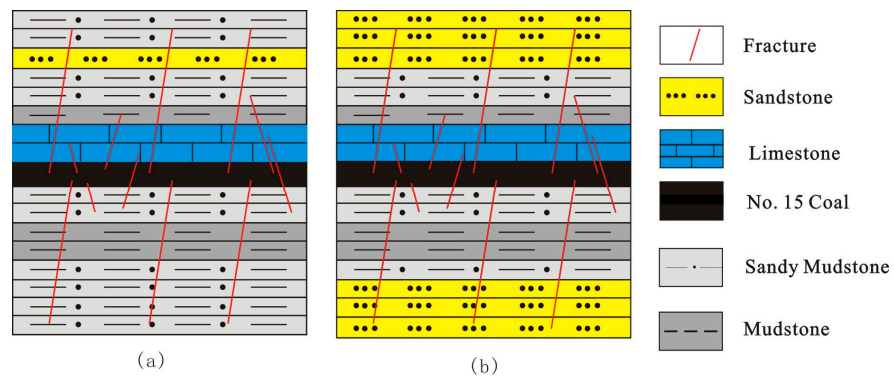 Fracture
Sandstone
Limestone
No. 15 Coal
Sandy Mudstone
Mudstone
(a)
(b)